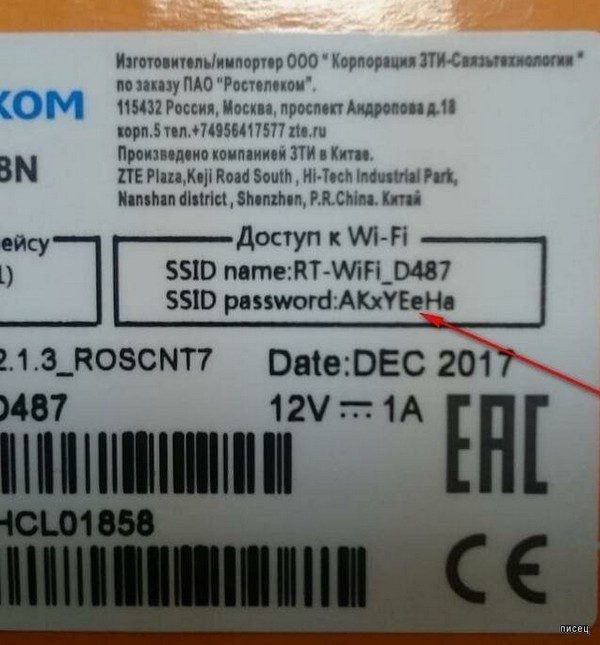 Изготовитель/импортер ООО " Корпорация ЗТИ-Связьтехнологии "
по заказу ПАО "Ростелеком".
115432 Россия, Москва, проспект Андропова д.18
корп.5 тел.+74956417577 zte.ru
Произведено компанией ЗТИ в Китае.
ZTE Plaza,Keji Road South , Hi-Tech Industrial Park,
Nanshan district , Shenzhen, P.R.China. Китай
КОМ
8N
ейсу
1)
Доступ к Wi-Fi
SSID name:RT-WiFi_D487
SSID password:AKxYEeHa
2.1.3_ROSCNT7
Date:DEC 2017
D487
12V 1A
EAC
HCL01858
CE
писец